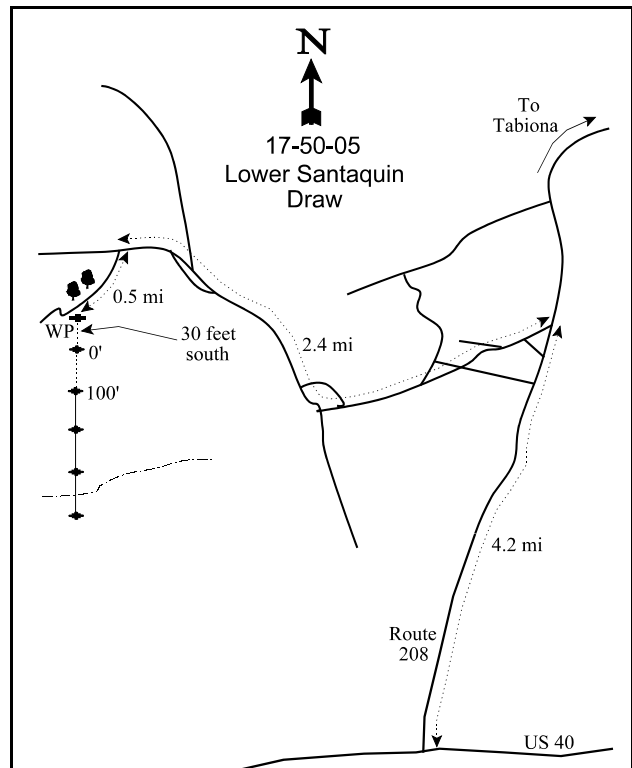 N
17-50-05
Lower Santaquin
Draw
To
Tabiona
0.5 mi
WP
30 feet
south
0'
100'
2.4 mi
4.2 mi
Route
208
US 40